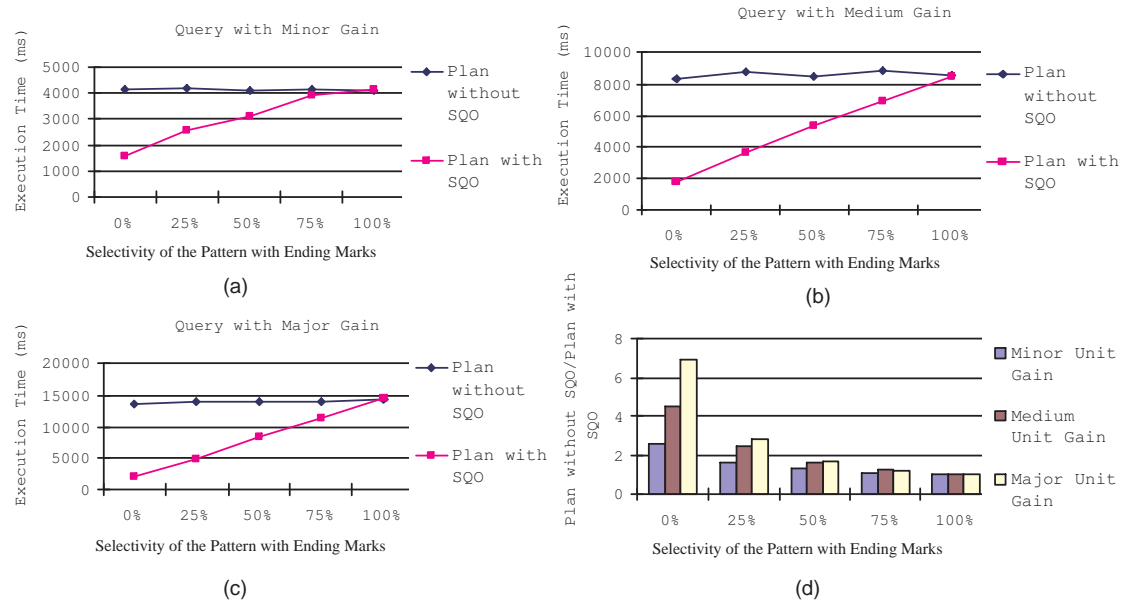 Query with Minor Gain
Execution Time (ms)
5000
4000
3000
2000
1000
0
0% 25% 50% 75% 100%
Selectivity of the Pattern with Ending Marks
Plan
without
SQO
Plan with
SQO
(a)
Query with Medium Gain
Execution Time (ms)
10000
8000
6000
4000
2000
0
0% 25% 50% 75% 100%
Selectivity of the Pattern with Ending Marks
Plan
without
SQO
Plan with
SQO
(b)
Query with Major Gain
Execution Time (ms)
20000
15000
10000
5000
0
0% 25% 50% 75% 100%
Selectivity of the Pattern with Ending Marks
Plan
without
SQO
Plan with
SQO
(c)
Plan without SQO/Plan with
SQO
8
6
4
2
0
0% 25% 50% 75% 100%
Selectivity of the Pattern with Ending Marks
Minor Unit
Gain
Medium
Unit Gain
Major Unit
Gain
(d)